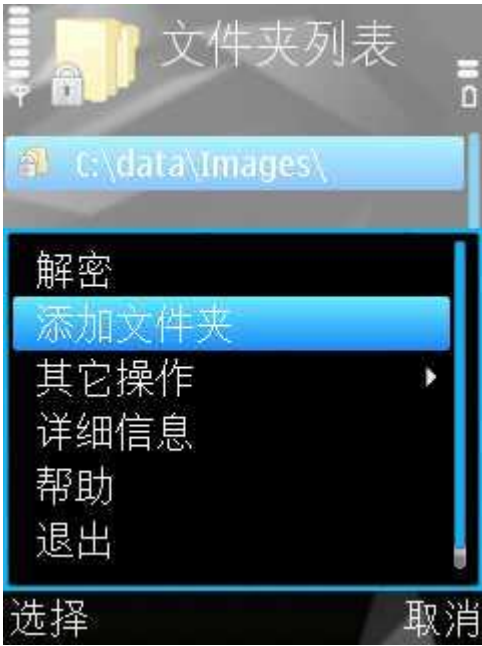 文件夹列表
C:\data\Images\
解密
添加文件夹
其它操作
详细信息
帮助
退出
选择 取消